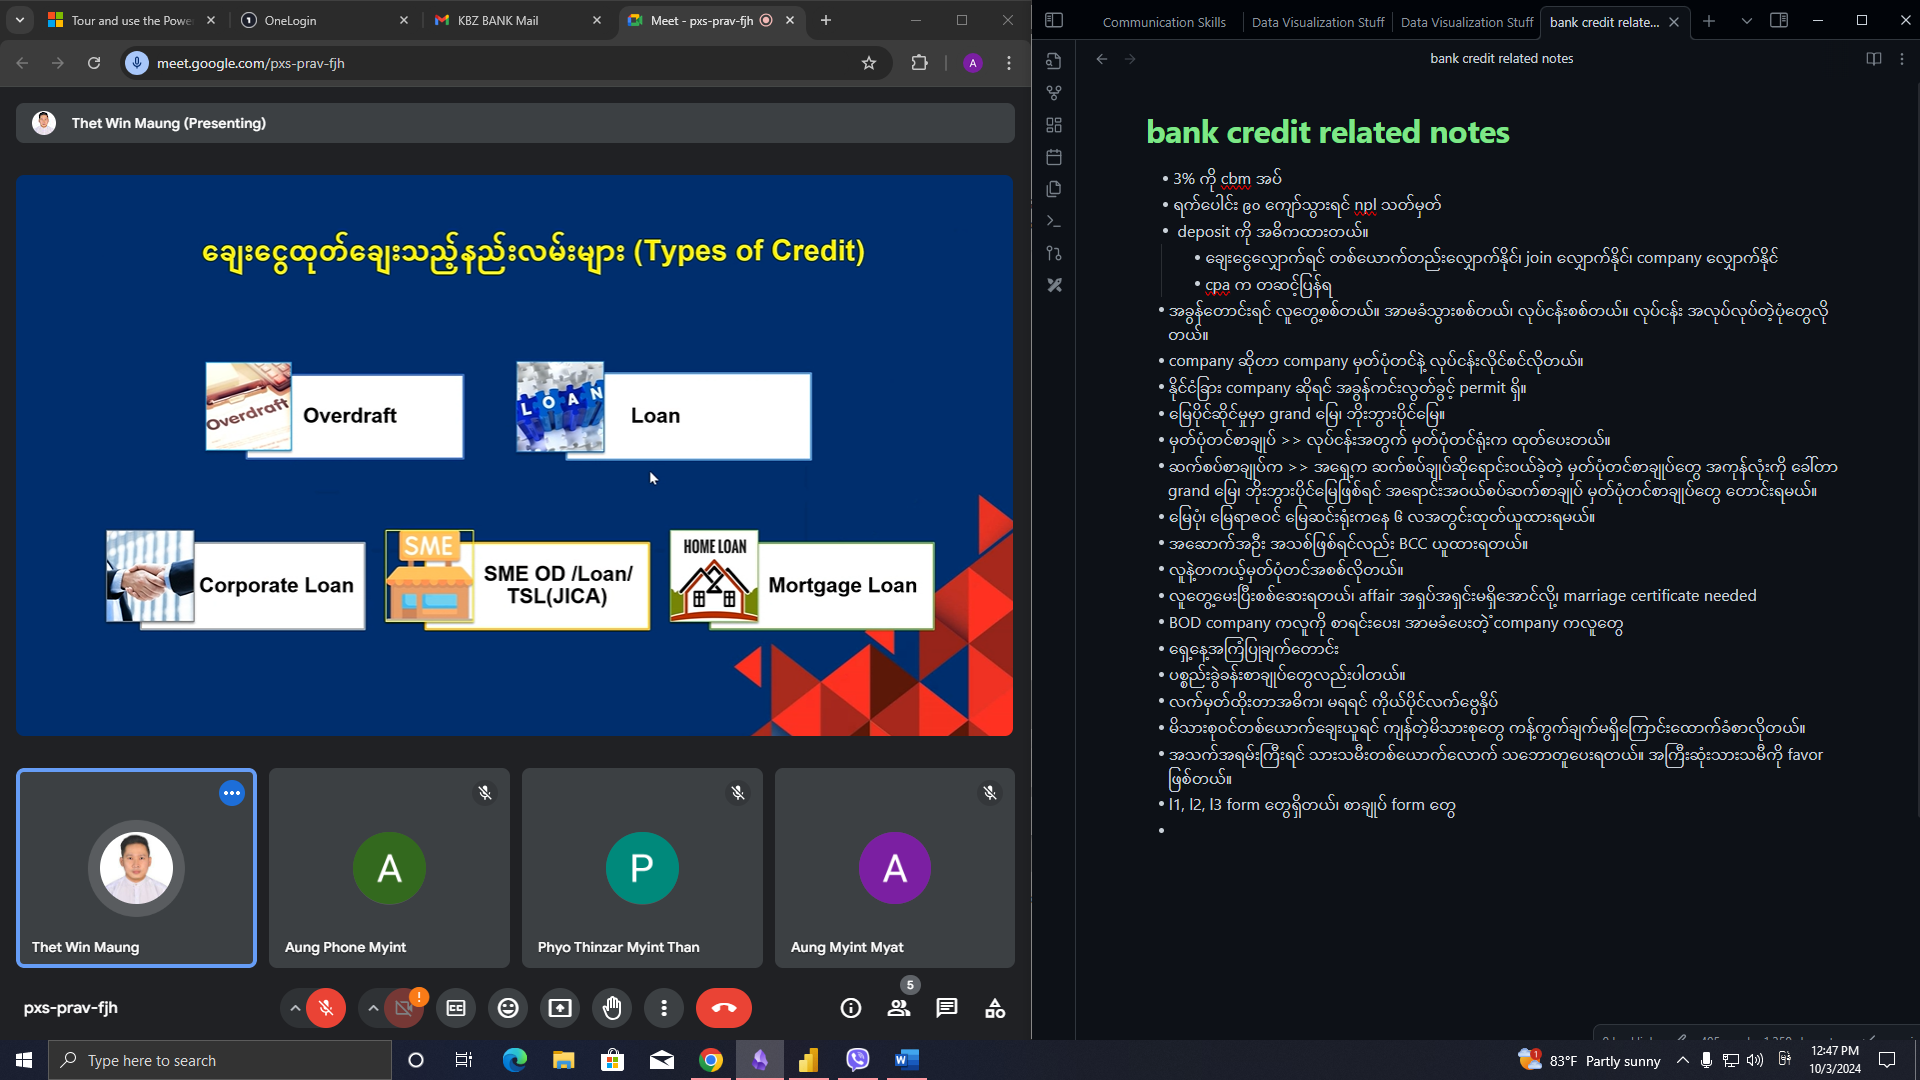 Tour and use the Powe
OneLogin
KBZ BANK Mail
Meet - pxs-prav-fjh
meet.google.com/pxs-prav-fjh
A
Thet Win Maung (Presenting)
ချေးငွေထုတ်ချေးသည့်နည်းလမ်းများ (Types of Credit)
Overdraft
Overdraft
LOAN
Loan
Corporate Loan
SME
SME OD /Loan/
TSL(JICA)
HOME LOAN
Mortgage Loan
Thet Win Maung
A
Aung Phone Myint
P
Phyo Thinzar Myint Than
A
Aung Myint Myat
pxs-prav-fjh
5
Communication Skills
Data Visualization Stuff
Data Visualization Stuff
bank credit relate...
bank credit related notes
bank credit related notes
• 3% ကို cbm အပ်
• ရက်ပေါင်း ၉၀ ကျော်သွားရင် npl သတ်မှတ်
• deposit ကို အဓိကထားတယ်။
• ချေးငွေလျှောက်ရင် တစ်ယောက်တည်းလျှောက်နိုင်၊ join လျှောက်နိုင်၊ company လျှောက်နိုင်
• cpa က တဆင့်ပြန်ရ
• အခွန်တောင်းရင် လူတွေ့စစ်တယ်။ အာမခံသွားစစ်တယ်၊ လုပ်ငန်းစစ်တယ်။ လုပ်ငန်း အလုပ်လုပ်တဲ့ပုံတွေလို
တယ်။
• company ဆိုတာ company မှတ်ပုံတင်နဲ့ လုပ်ငန်းလိုင်စင်လိုတယ်။
• နိုင်ငံခြား company ဆိုရင် အခွန်ကင်းလွတ်ခွင့် permit ရှိ။
• မြေပိုင်ဆိုင်မှုမှာ grand မြေ၊ ဘိုးဘွားပိုင်မြေ။
• မှတ်ပုံတင်စာချုပ် >> လုပ်ငန်းအတွက် မှတ်ပုံတင်ရုံးက ထုတ်ပေးတယ်။
• ဆက်စပ်စာချုပ်က >> အရှေ့က ဆက်စပ်ချုပ်ဆိုရောင်းဝယ်ခဲ့တဲ့ မှတ်ပုံတင်စာချုပ်တွေ အကုန်လုံးကို ခေါ်တာ
grand မြေ၊ ဘိုးဘွားပိုင်မြေဖြစ်ရင် အရောင်းအဝယ်စပ်ဆက်စာချုပ် မှတ်ပုံတင်စာချုပ်တွေ တောင်းရမယ်။
• မြေပုံ၊ မြေရာဇဝင် မြေဆင်းရုံးကနေ ၆ လအတွင်းထုတ်ယူထားရမယ်။
• အဆောက်အဦး အသစ်ဖြစ်ရင်လည်း BCC ယူထားရတယ်။
• လူနဲ့တကယ့်မှတ်ပုံတင်အစစ်လိုတယ်။
• လူတွေ့မေးပြီးစစ်ဆေးရတယ်၊ affair အရှုပ်အရှင်းမရှိအောင်လို့၊ marriage certificate needed
• BOD company ကလူကို စာရင်းပေး၊ အာမခံပေးတဲ့ company ကလူတွေ
• ရှေ့နေ့အကြံပြုချက်တောင်း
• ပစ္စည်းခွဲခန်းစာချုပ်တွေလည်းပါတယ်။
• လက်မှတ်ထိုးတာအဓိက၊ မရရင် ကိုယ်ပိုင်လက်ဗွေနှိပ်
• မိသားစုဝင်တစ်ယောက်ချေးယူရင် ကျန်တဲ့မိသားစုတွေ ကန့်ကွက်ချက်မရှိကြောင်းထောက်ခံစာလိုတယ်။
• အသက်အရမ်းကြီးရင် သားသမီးတစ်ယောက်လောက် သဘောတူပေးရတယ်။ အကြီးဆုံးသားသမီကို favor
ဖြစ်တယ်။
• l1, l2, l3 form တွေရှိတယ်၊ စာချုပ် form တွေ
Type here to search
83°F Partly sunny
12:47 PM
10/3/2024